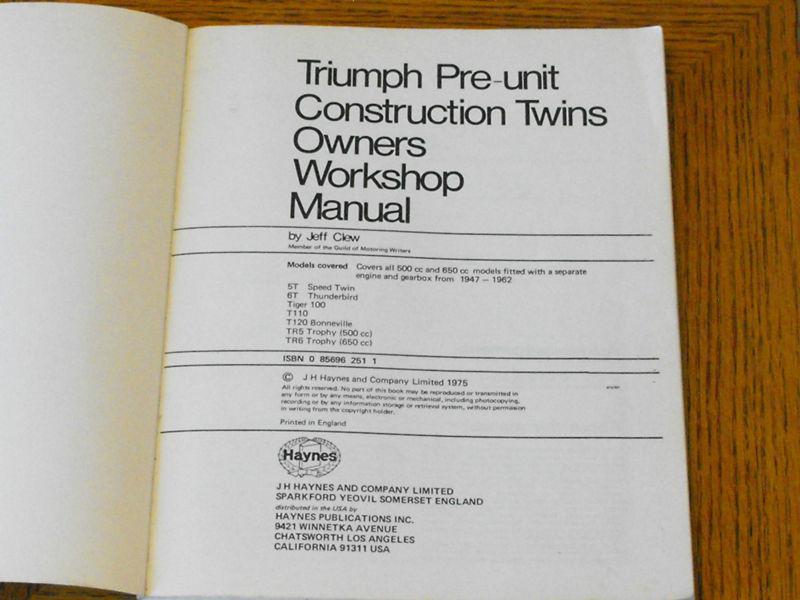 Triumph Pre-unit
Construction Twins
Owners
Workshop
Manual
by Jeff Clew
Member of the Guild of Motoring Writers
Models covered Covers all 500 cc and 650 cc models fitted with a separate
engine and gearbox from 1947 – 1962
5T Speed Twin
6T Thunderbird
Tiger 100
T110
T120 Bonneville
TR5 Trophy (500 cc)
TR6 Trophy (650 cc)
ISBN 0 85696 251 1
© J H Haynes and Company Limited 1975
All rights reserved. No part of this book may be reproduced or transmitted in
any form or by any means, electronic or mechanical, including photocopying,
recording or by any information storage or retrieval system, without permission
in writing from the copyright holder.
Printed in England
Haynes
J H HAYNES AND COMPANY LIMITED
SPARKFORD YEOVIL SOMERSET ENGLAND
distributed in the USA by
HAYNES PUBLICATIONS INC.
9421 WINNETKA AVENUE
CHATSWORTH LOS ANGELES
CALIFORNIA 91311 USA